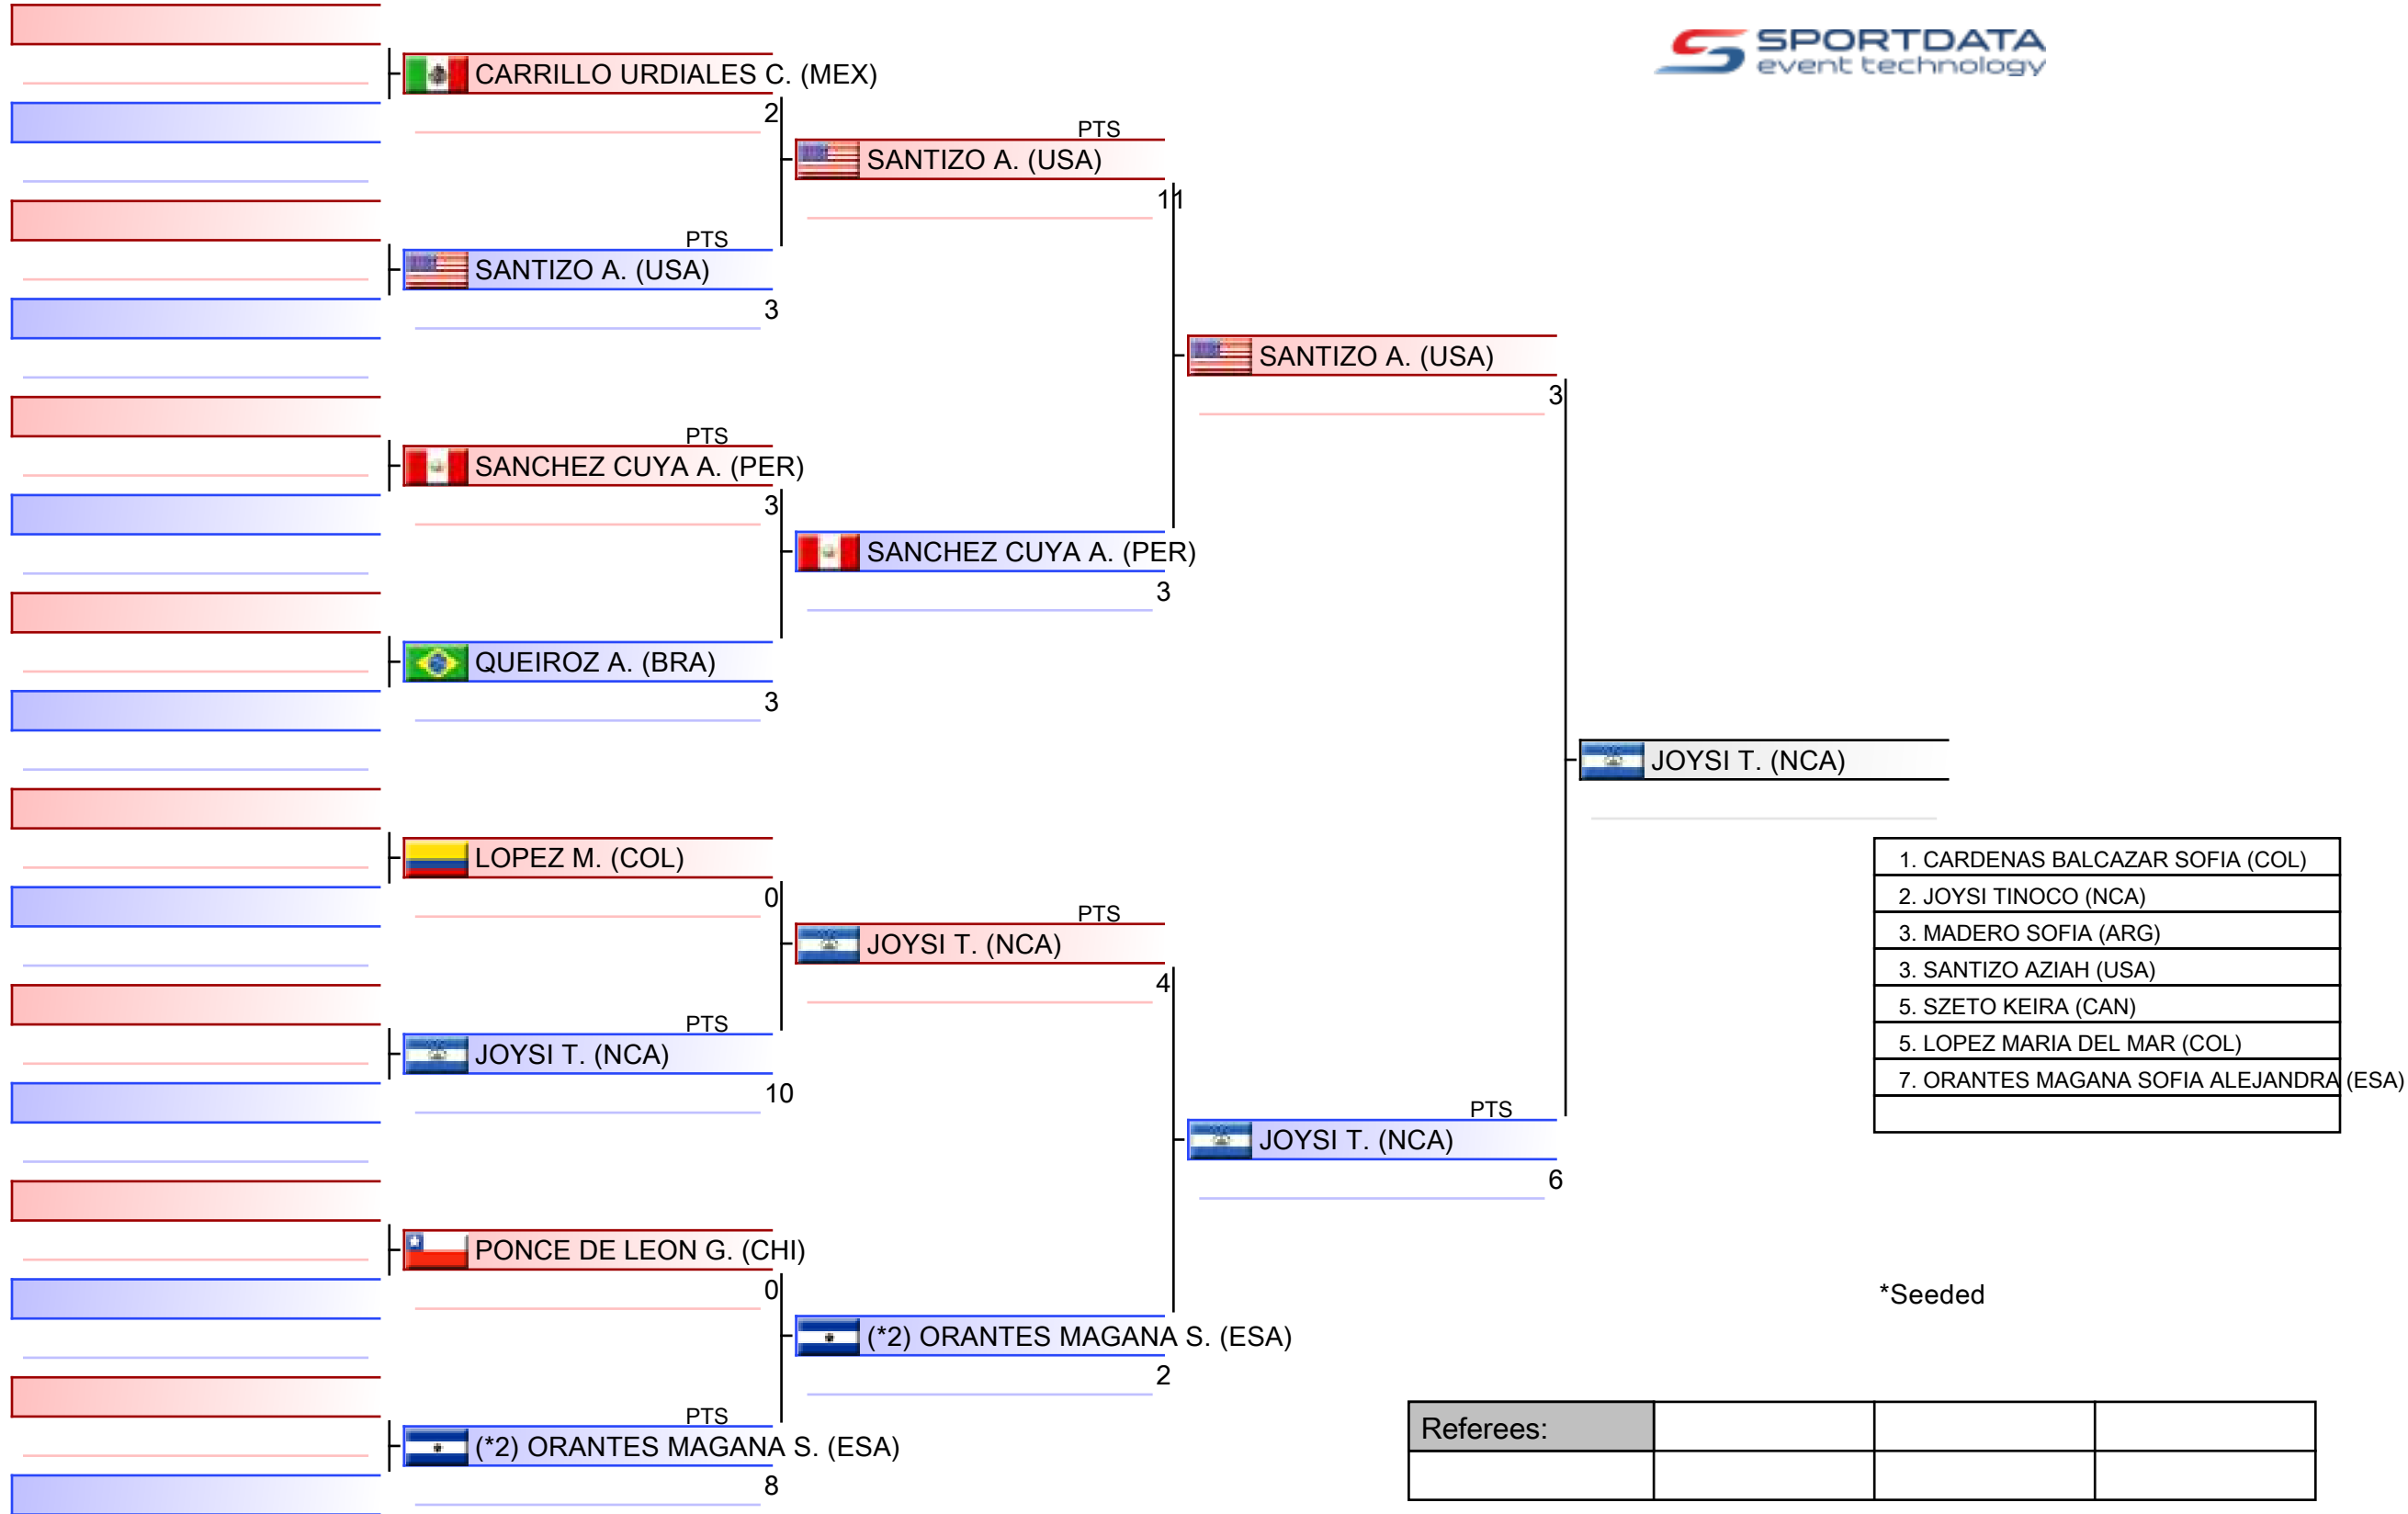 SPORTDATA
event technology
CARRILLO URDIALES C. (MEX)
2
PTS
SANTIZO A. (USA)
11
PTS
SANTIZO A. (USA)
3
SANTIZO A. (USA)
3
PTS
SANCHEZ CUYA A. (PER)
3
SANCHEZ CUYA A. (PER)
3
QUEIROZ A. (BRA)
3
JOYSI T. (NCA)
LOPEZ M. (COL)
0
PTS
JOYSI T. (NCA)
4
PTS
JOYSI T. (NCA)
10
PTS
JOYSI T. (NCA)
6
PONCE DE LEON G. (CHI)
0
(*2) ORANTES MAGANA S. (ESA)
2
PTS
(*2) ORANTES MAGANA S. (ESA)
8
1. CARDENAS BALCAZAR SOFIA (COL)
2. JOYSI TINOCO (NCA)
3. MADERO SOFIA (ARG)
3. SANTIZO AZIAH (USA)
5. SZETO KEIRA (CAN)
5. LOPEZ MARIA DEL MAR (COL)
7. ORANTES MAGANA SOFIA ALEJANDRA (ESA)
*Seeded
Referees: